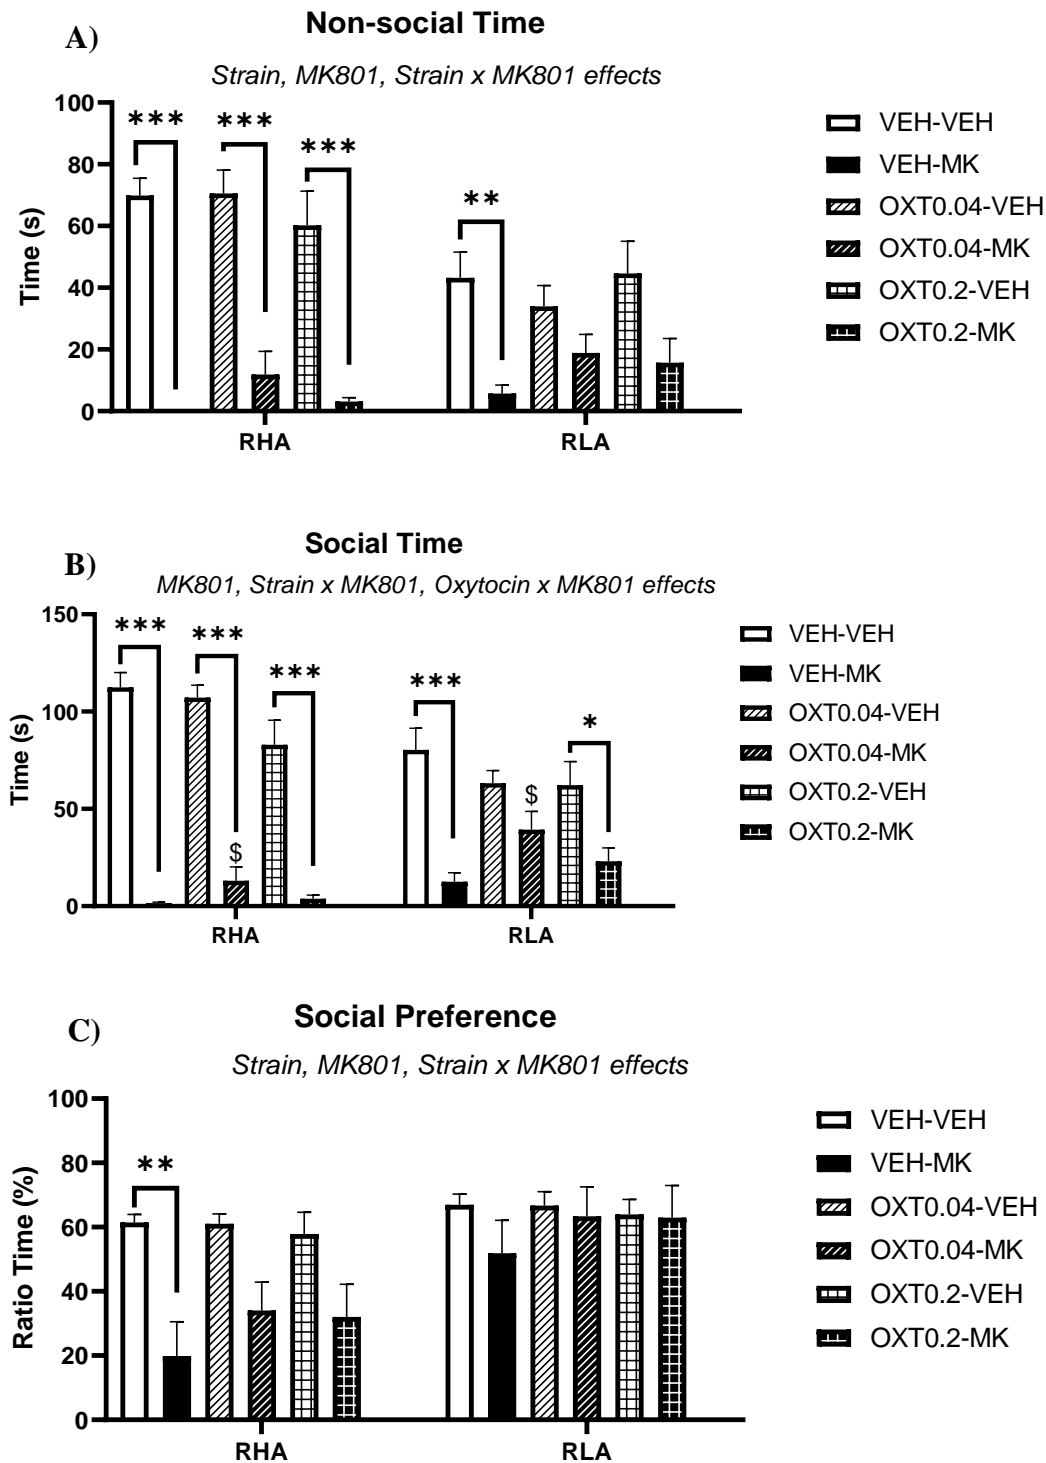 A)
Non-social Time
Strain, MK801, Strain x MK801 effects
Time (s)
100
80
60
40
20
0
***
***
***
**
RHA
RLA
VEH-VEH
VEH-MK
OXT0.04-VEH
OXT0.04-MK
OXT0.2-VEH
OXT0.2-MK
B)
Social Time
MK801, Strain x MK801, Oxytocin x MK801 effects
Time (s)
150
100
50
0
***
***
***
***
*
$
$
RHA
RLA
VEH-VEH
VEH-MK
OXT0.04-VEH
OXT0.04-MK
OXT0.2-VEH
OXT0.2-MK
C)
Social Preference
Strain, MK801, Strain x MK801 effects
Ratio Time (%)
100
80
60
40
20
0
**
RHA
RLA
VEH-VEH
VEH-MK
OXT0.04-VEH
OXT0.04-MK
OXT0.2-VEH
OXT0.2-MK